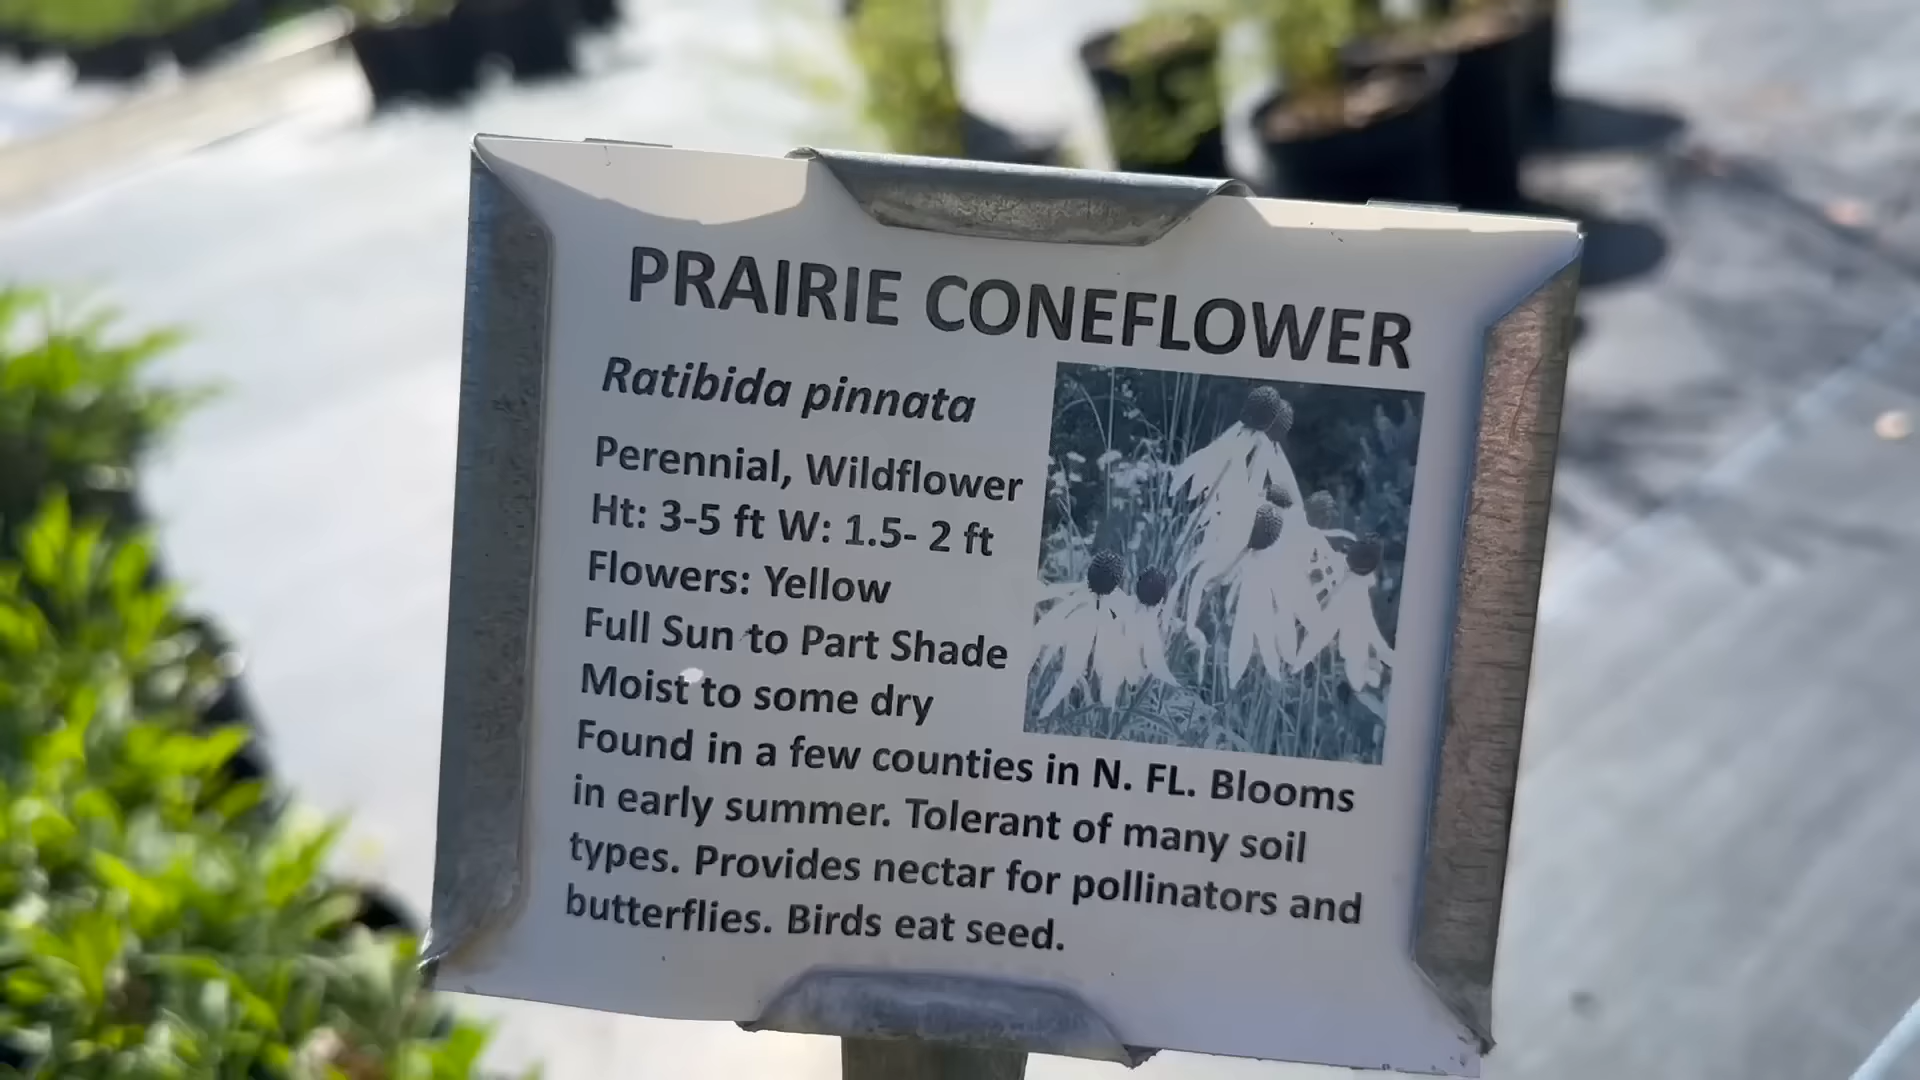 PRAIRIE CONEFLOWER
Ratibida pinnata
Perennial, Wildflower
Ht: 3-5 ft W: 1.5- 2 ft
Flowers: Yellow
Full Sun to Part Shade
Moist to some dry
Found in a few counties in N. FL. Blooms
in early summer. Tolerant of many soil
types. Provides nectar for pollinators and
butterflies. Birds eat seed.